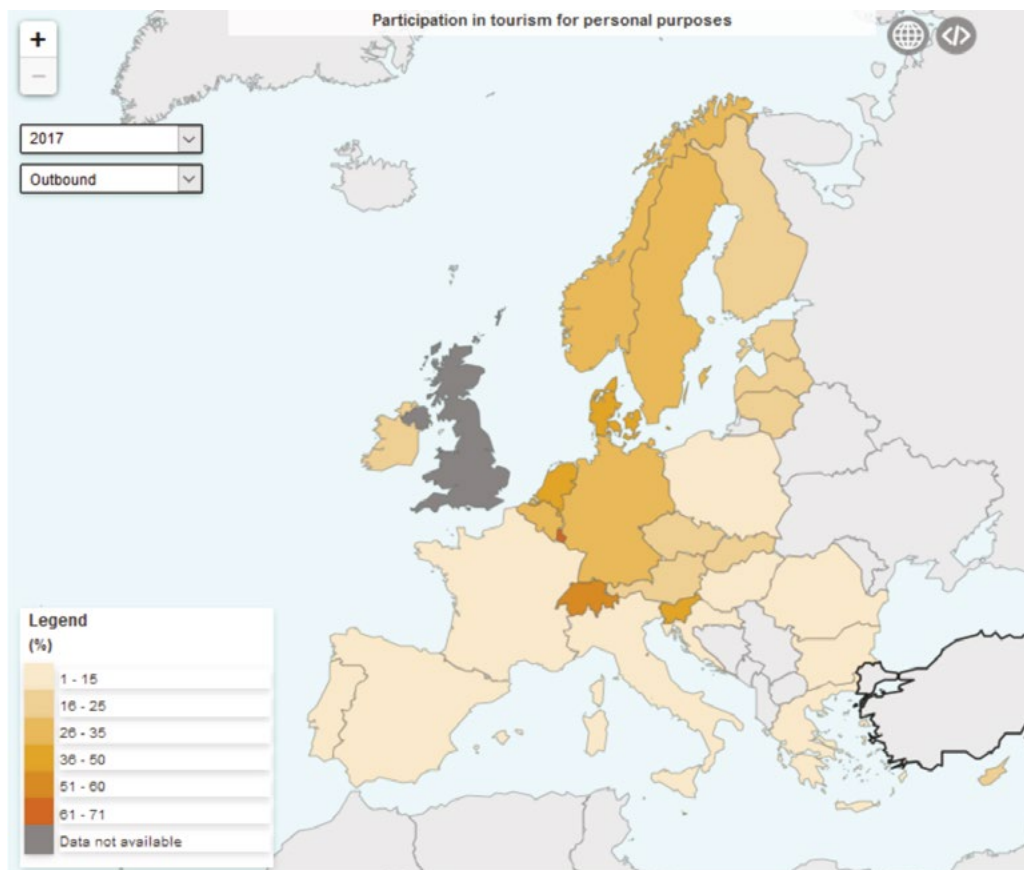 Participation in tourism for personal purposes
+
</>
−
2017
Outbound
Legend
(%)
1 - 15
16 - 25
26 - 35
36 - 50
51 - 60
61 - 71
Data not available